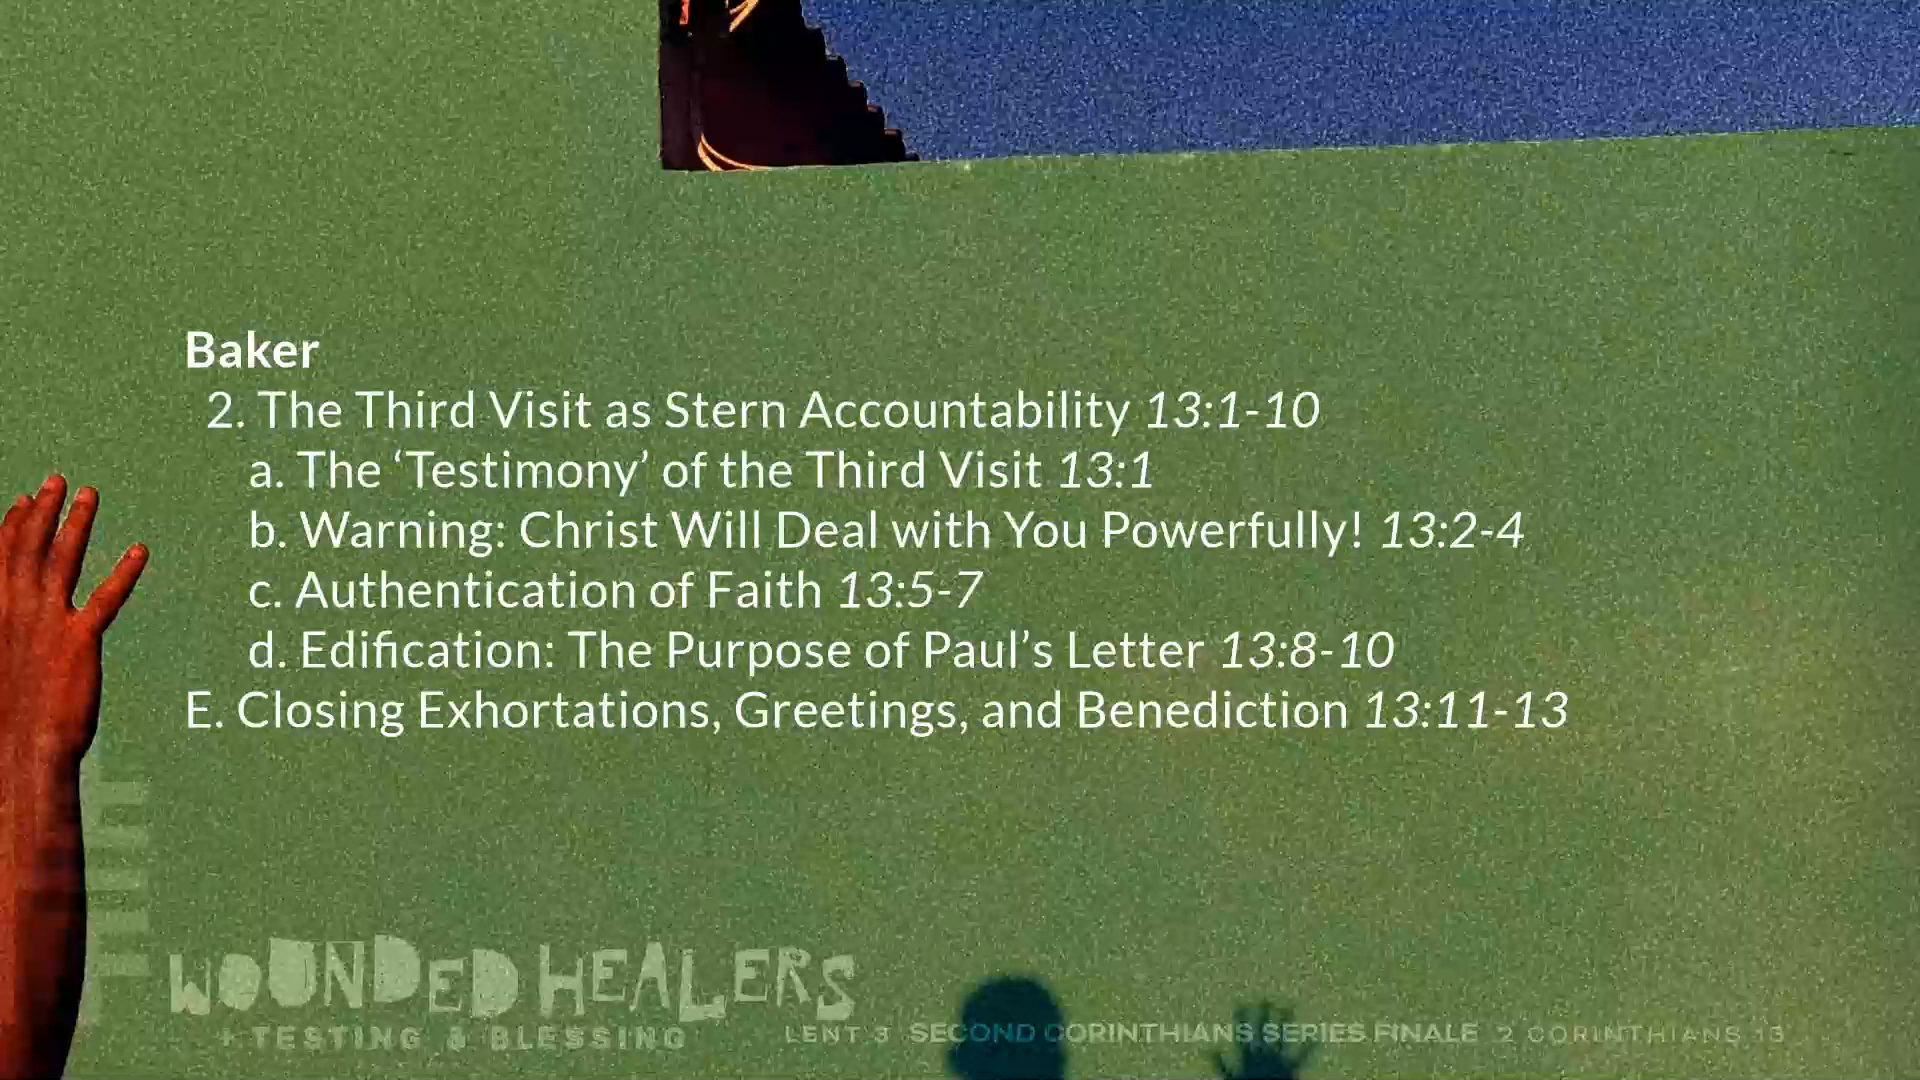 Baker
2. The Third Visit as Stern Accountability 13:1-10
a. The ‘Testimony’ of the Third Visit 13:1
b. Warning: Christ Will Deal with You Powerfully! 13:2-4
c. Authentication of Faith 13:5-7
d. Edification: The Purpose of Paul’s Letter 13:8-10
E. Closing Exhortations, Greetings, and Benediction 13:11-13
WOUNDED HEALERS
+ TESTING & BLESSING
LENT 3 SECOND CORINTHIANS SERIES FINALE 2 CORINTHIANS 13